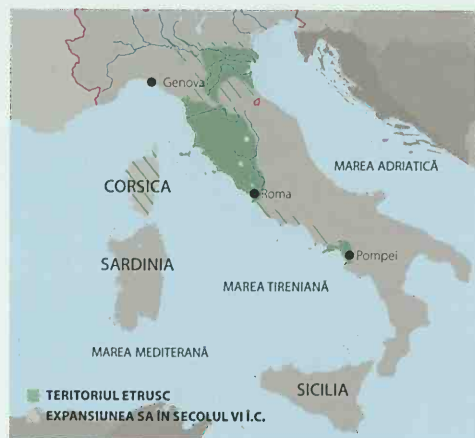 Genova
MAREA ADRIATICĂ
CORSICA
Roma
SARDINIA
Pompei
MAREA TIRENIANĂ
MAREA MEDITERANĂ
SICILIA
TERITORIUL ETRUSC
EXPANSIUNEA SA ÎN SECOLUL VI Î.C.